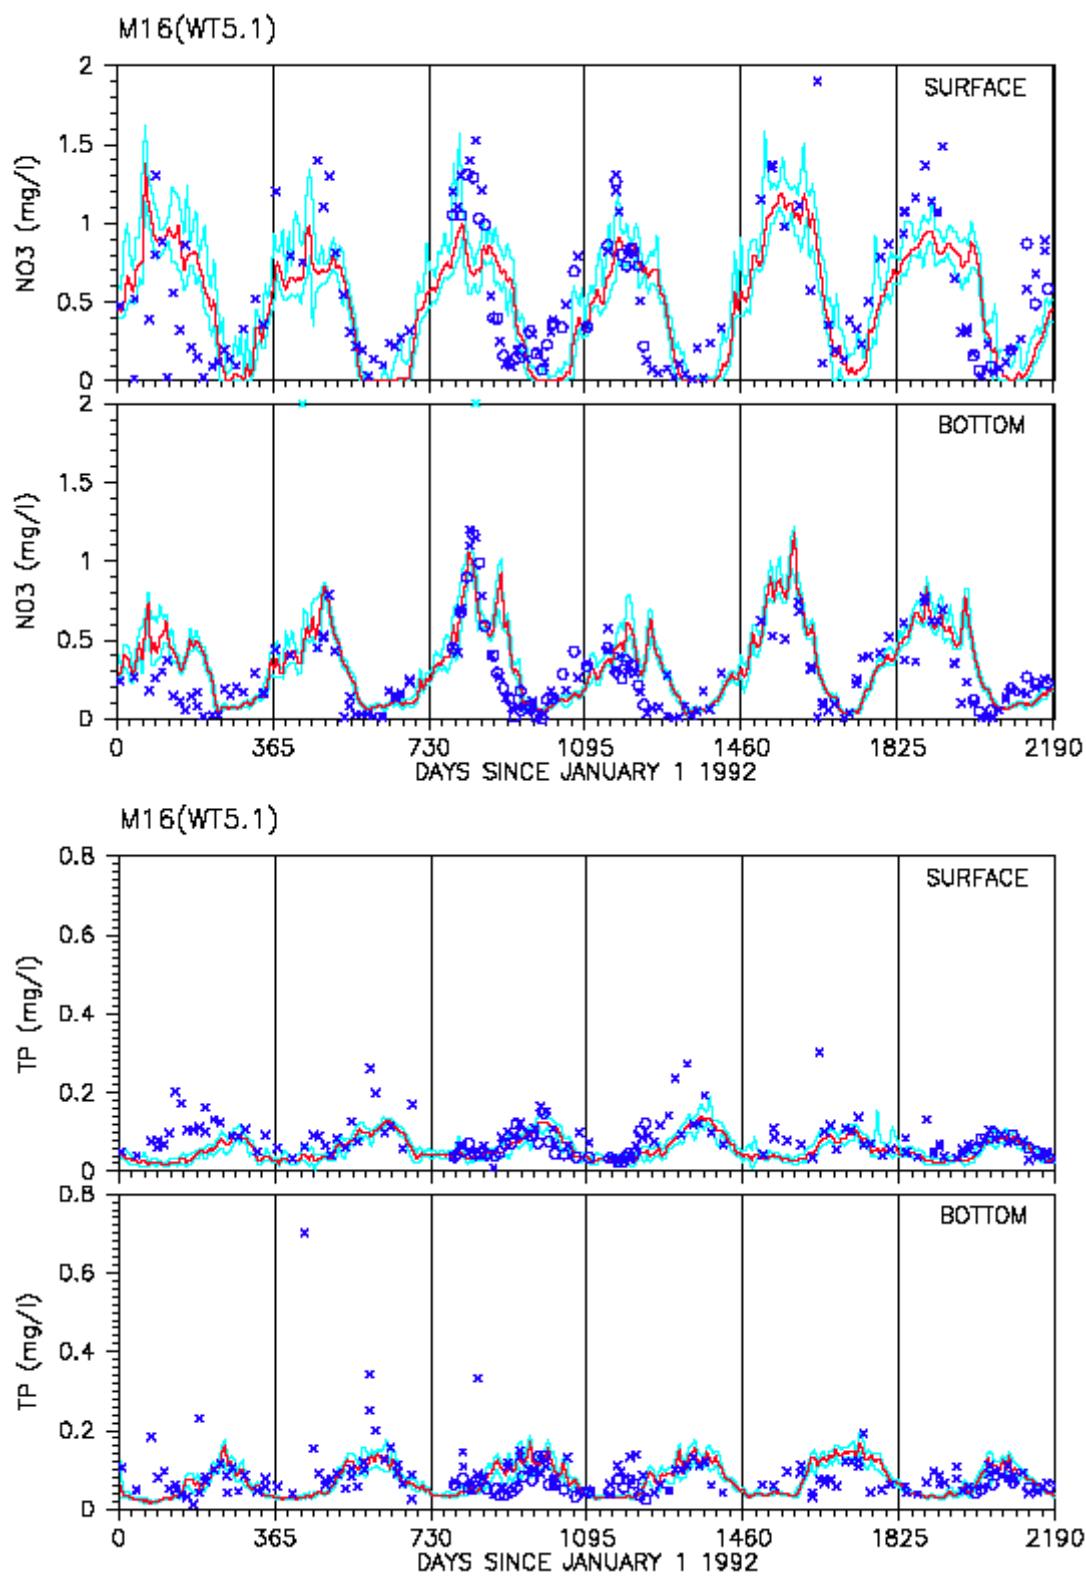 M16(WT5.1)
SURFACE
NO3 (mg/l)
2
1.5
1
0.5
0
BOTTOM
NO3 (mg/l)
2
1.5
1
0.5
0
0 365 730 1095 1460 1825 2190
DAYS SINCE JANUARY 1 1992
M16(WT5.1)
SURFACE
TP (mg/l)
0.8
0.6
0.4
0.2
0
BOTTOM
TP (mg/l)
0.8
0.6
0.4
0.2
0
0 365 730 1095 1460 1825 2190
DAYS SINCE JANUARY 1 1992